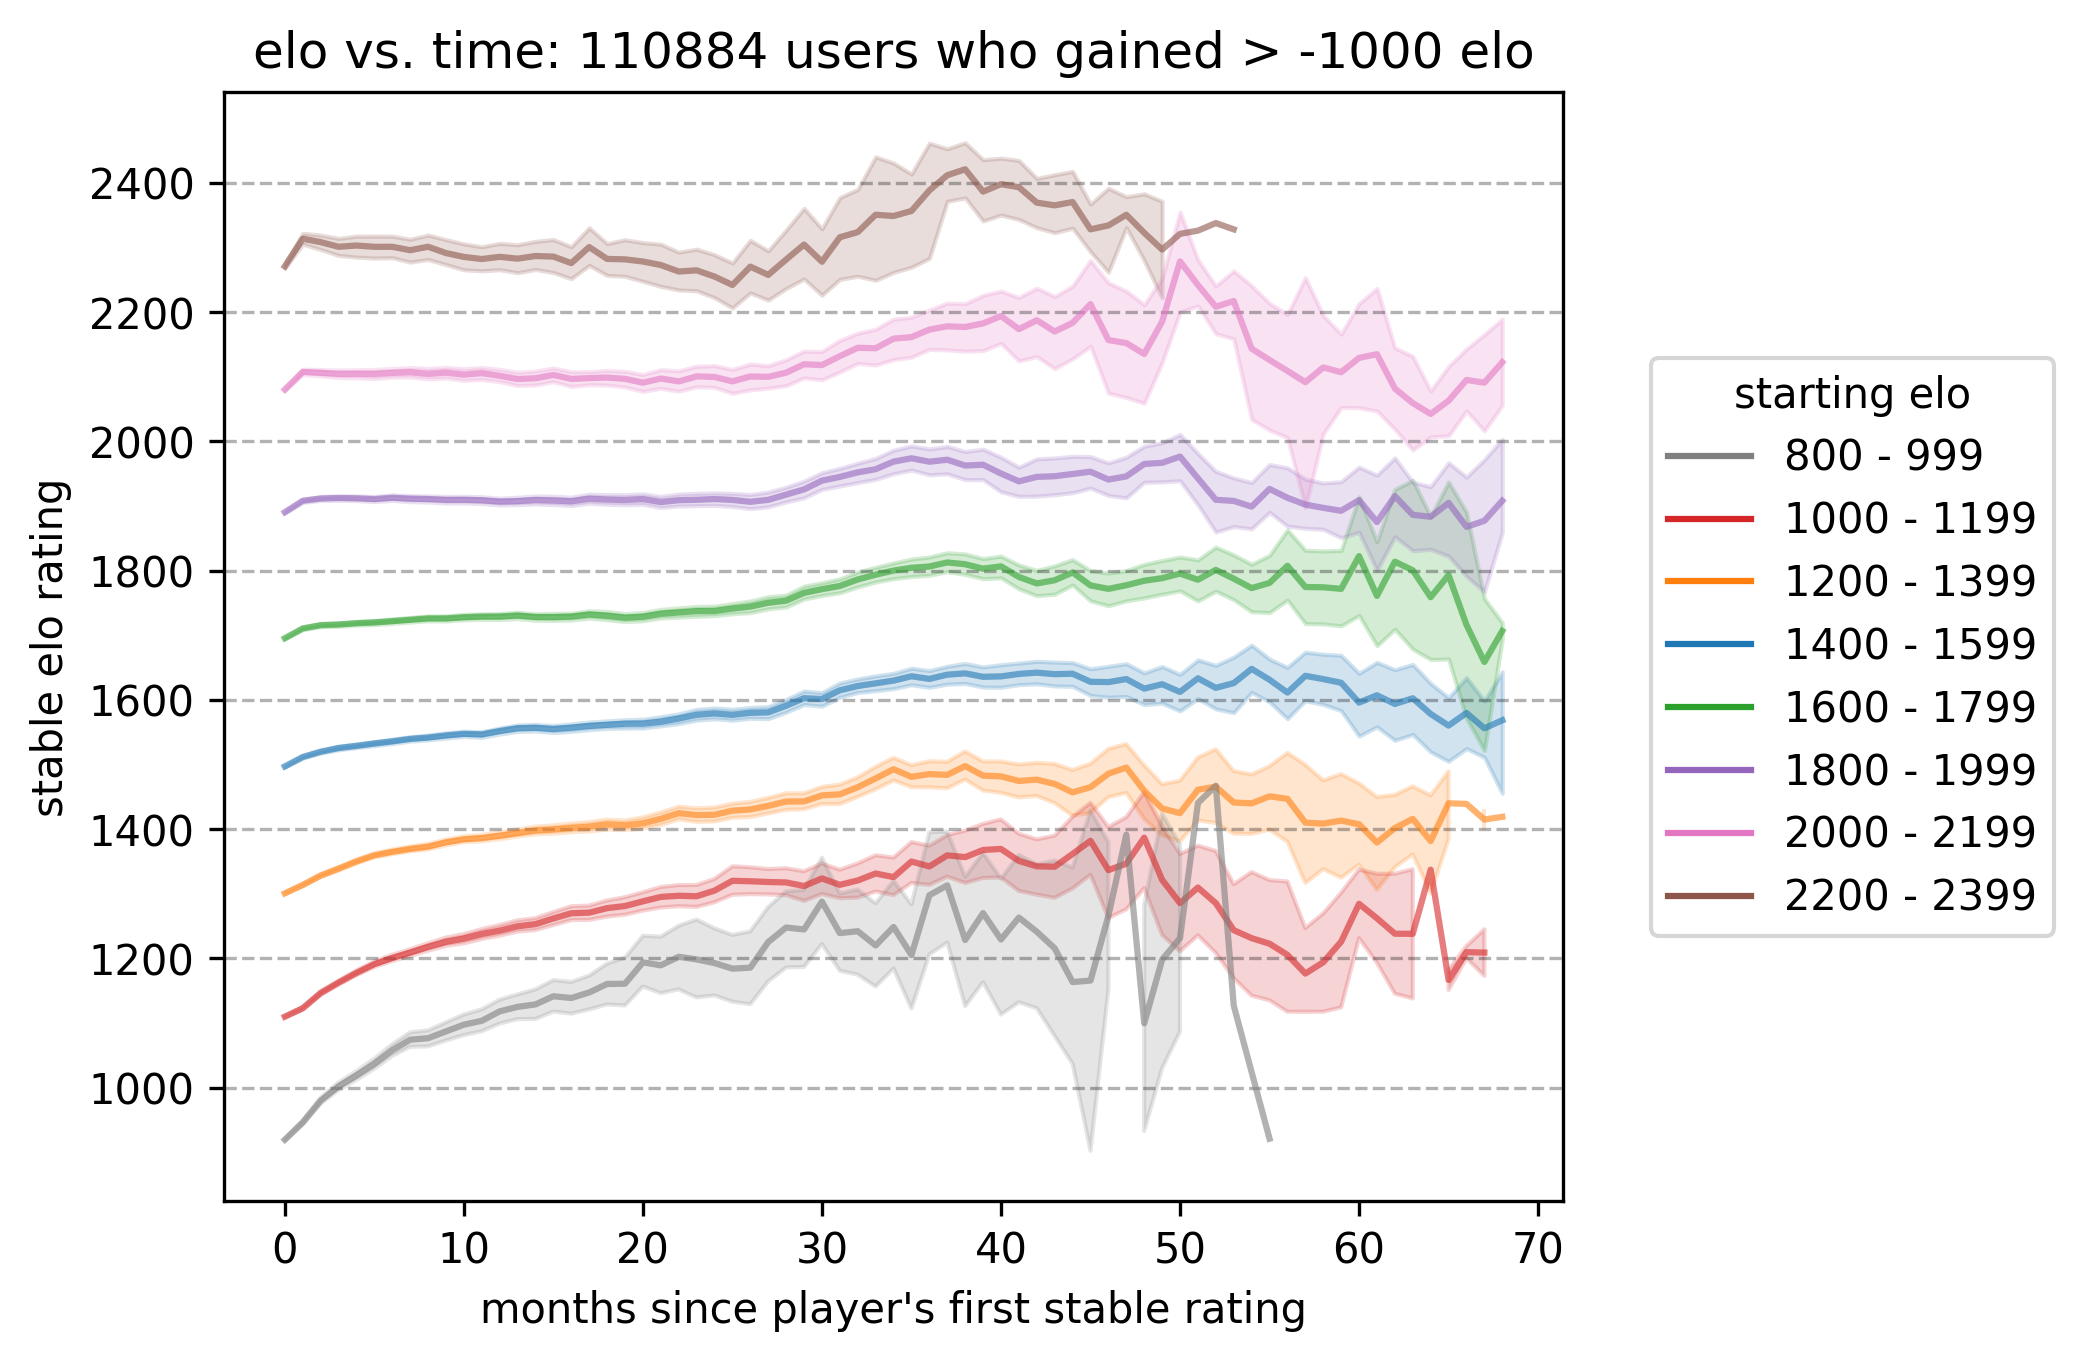 elo vs. time: 110884 users who gained > -1000 elo
stable elo rating
2400
2200
2000
1800
1600
1400
1200
1000
0 10 20 30 40 50 60 70
months since player's first stable rating
starting elo
800 - 999
1000 - 1199
1200 - 1399
1400 - 1599
1600 - 1799
1800 - 1999
2000 - 2199
2200 - 2399